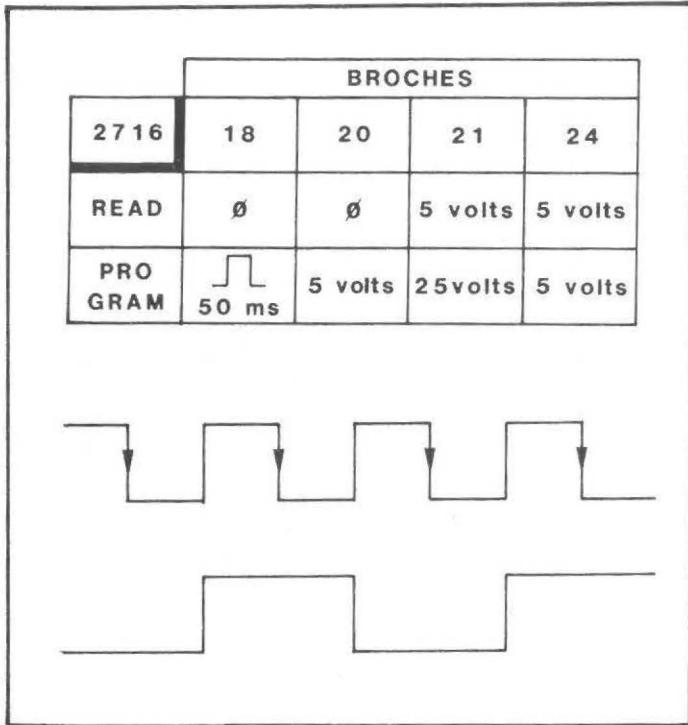 BROCHES
2716 18 20 21 24
READ Ø Ø 5 volts 5 volts
PRO
GRAM 50 ms 5 volts 25volts 5 volts